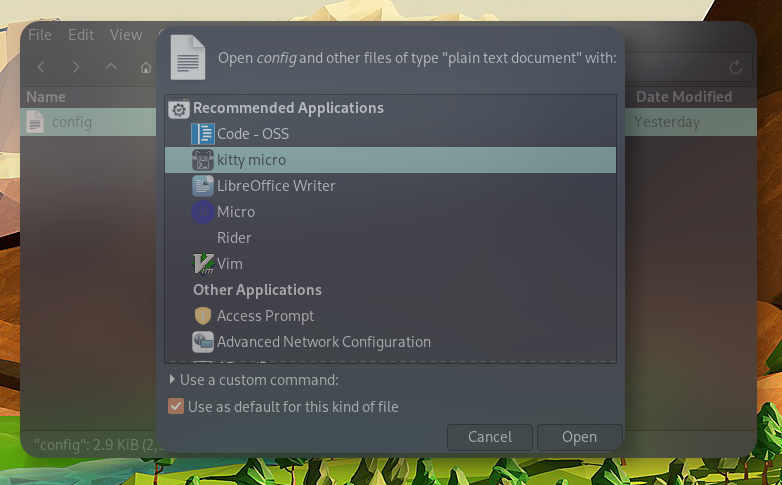 File Edit View
Open config and other files of type "plain text document" with:
Name
Date Modified
config
Yesterday
Recommended Applications
Code - OSS
kitty micro
LibreOffice Writer
Micro
Rider
Vim
Other Applications
Access Prompt
Advanced Network Configuration
Use a custom command:
Use as default for this kind of file
Cancel
Open
"config": 2.9 KiB (2,